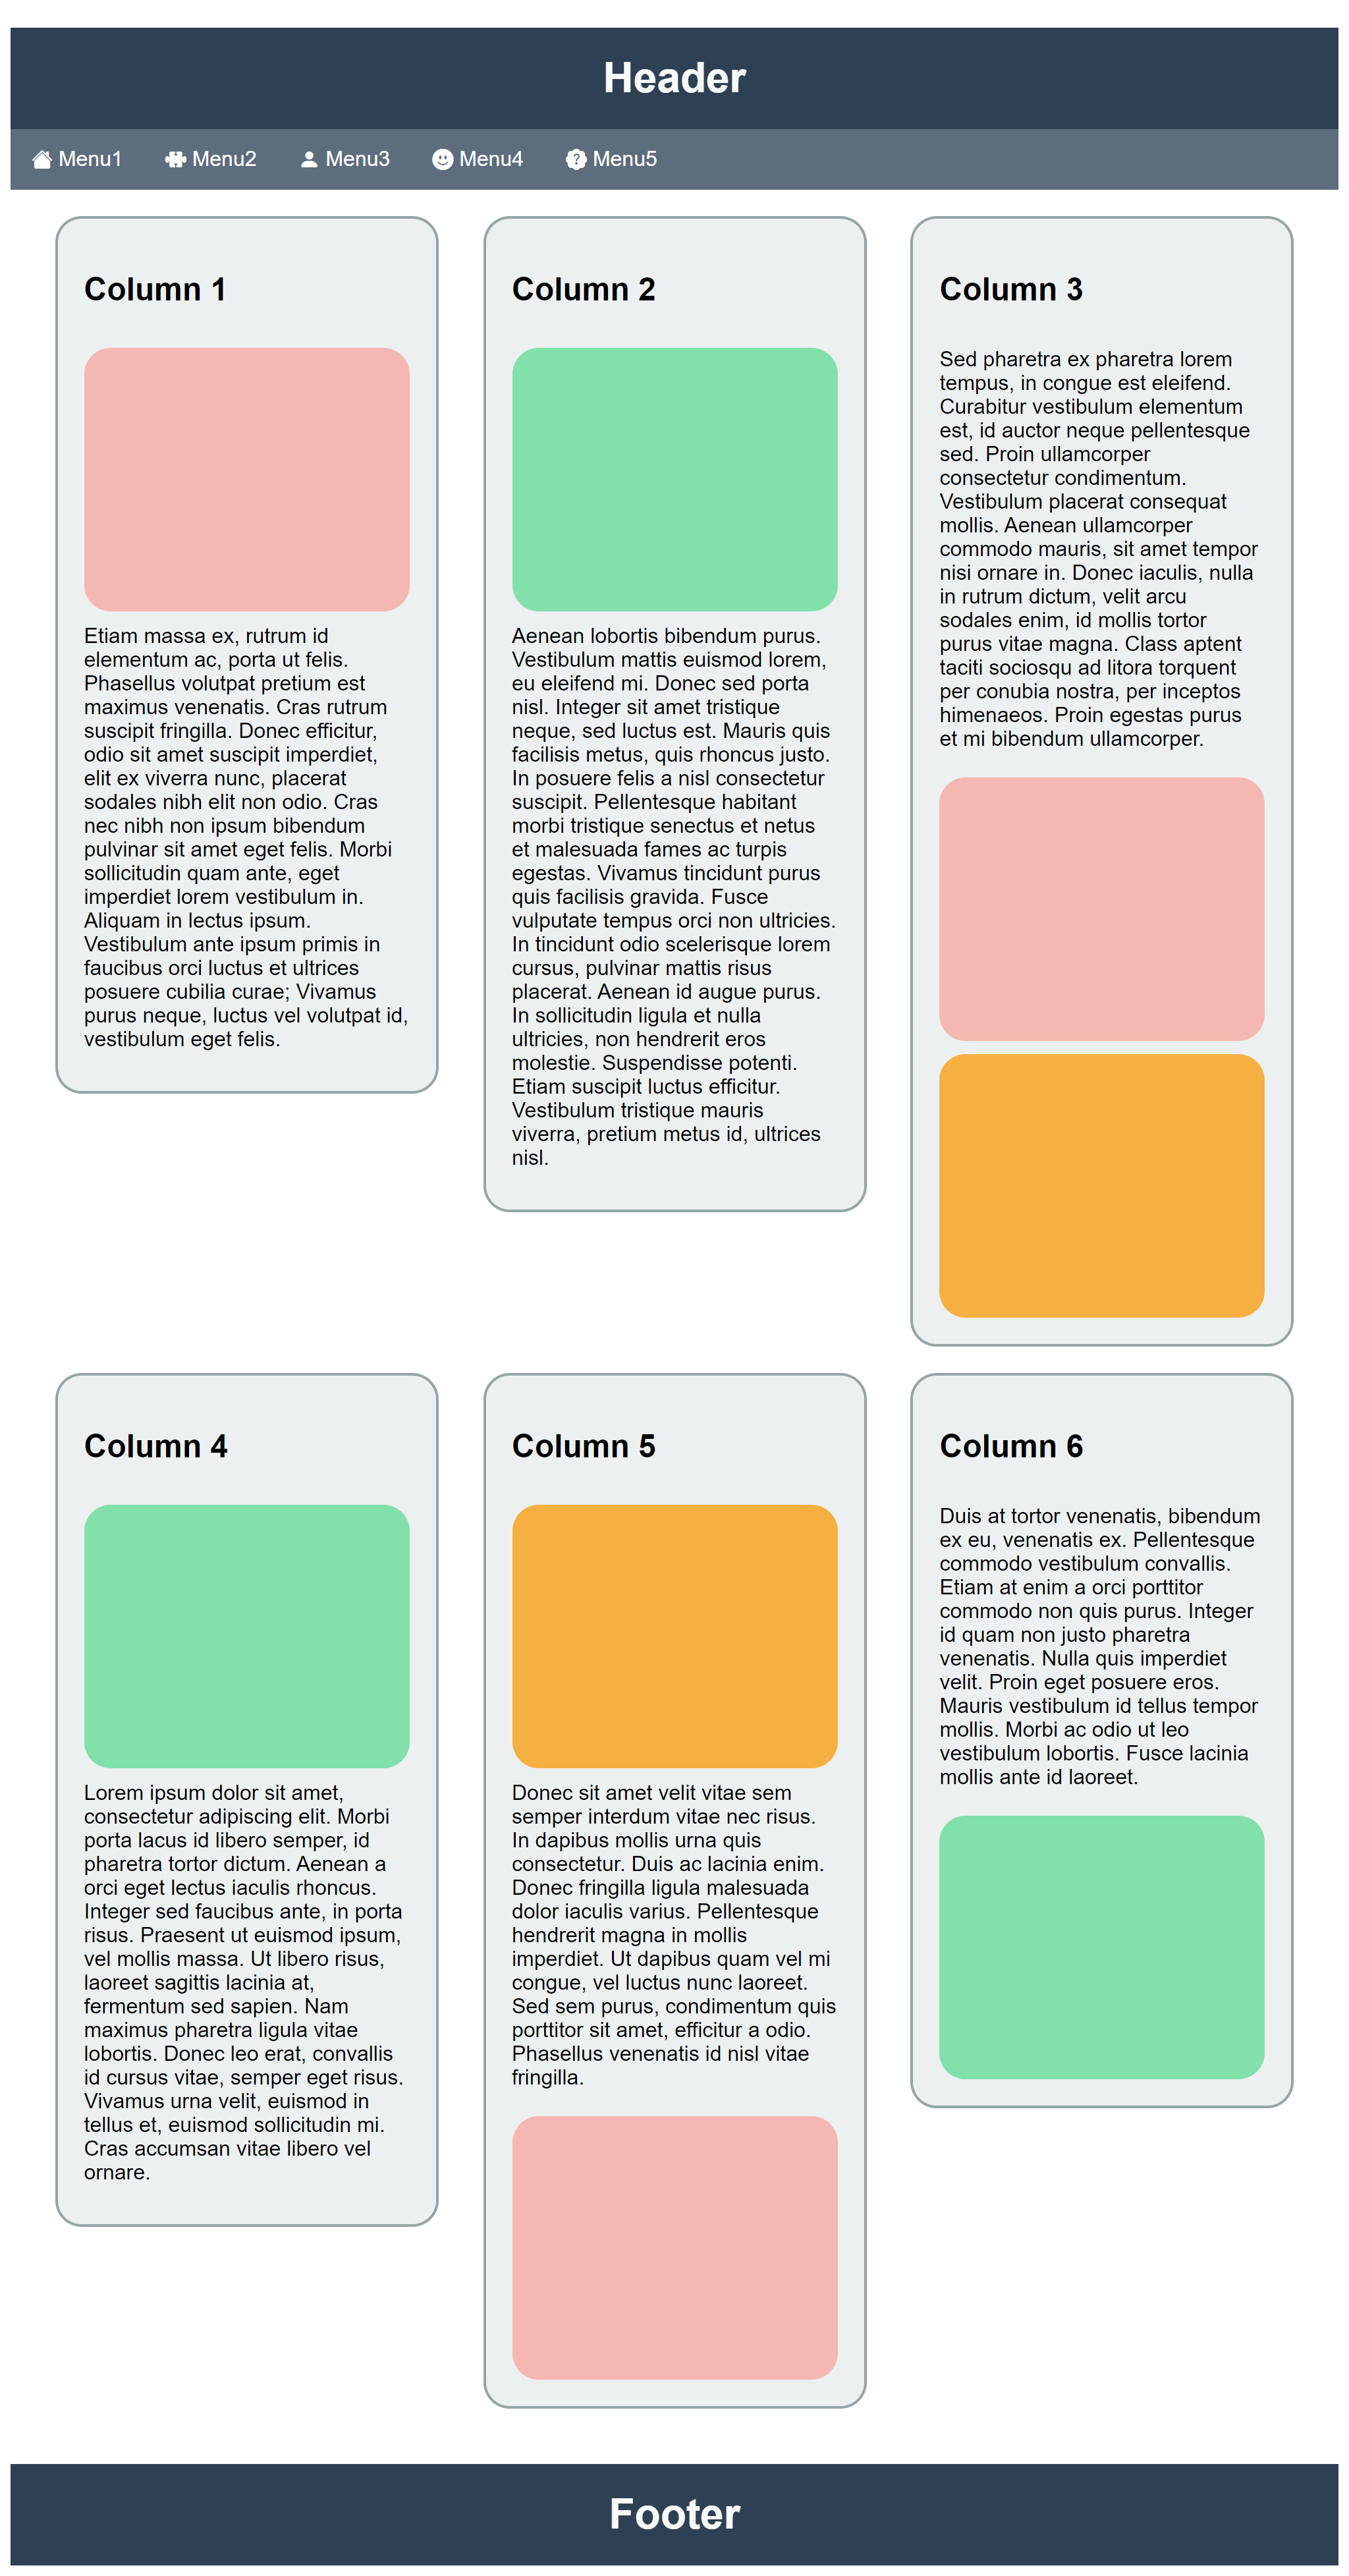 Header
Menu1 Menu2 Menu3 Menu4 Menu5
Column 1
Etiam massa ex, rutrum id
elementum ac, porta ut felis.
Phasellus volutpat pretium est
maximus venenatis. Cras rutrum
suscipit fringilla. Donec efficitur,
odio sit amet suscipit imperdiet,
elit ex viverra nunc, placerat
sodales nibh elit non odio. Cras
nec nibh non ipsum bibendum
pulvinar sit amet eget felis. Morbi
sollicitudin quam ante, eget
imperdiet lorem vestibulum in.
Aliquam in lectus ipsum.
Vestibulum ante ipsum primis in
faucibus orci luctus et ultrices
posuere cubilia curae; Vivamus
purus neque, luctus vel volutpat id,
vestibulum eget felis.
Column 2
Aenean lobortis bibendum purus.
Vestibulum mattis euismod lorem,
eu eleifend mi. Donec sed porta
nisl. Integer sit amet tristique
neque, sed luctus est. Mauris quis
facilisis metus, quis rhoncus justo.
In posuere felis a nisl consectetur
suscipit. Pellentesque habitant
morbi tristique senectus et netus
et malesuada fames ac turpis
egestas. Vivamus tincidunt purus
quis facilisis gravida. Fusce
vulputate tempus orci non ultricies.
In tincidunt odio scelerisque lorem
cursus, pulvinar mattis risus
placerat. Aenean id augue purus.
In sollicitudin ligula et nulla
ultricies, non hendrerit eros
molestie. Suspendisse potenti.
Etiam suscipit luctus efficitur.
Vestibulum tristique mauris
viverra, pretium metus id, ultrices
nisl.
Column 3
Sed pharetra ex pharetra lorem
tempus, in congue est eleifend.
Curabitur vestibulum elementum
est, id auctor neque pellentesque
sed. Proin ullamcorper
consectetur condimentum.
Vestibulum placerat consequat
mollis. Aenean ullamcorper
commodo mauris, sit amet tempor
nisi ornare in. Donec iaculis, nulla
in rutrum dictum, velit arcu
sodales enim, id mollis tortor
purus vitae magna. Class aptent
taciti sociosqu ad litora torquent
per conubia nostra, per inceptos
himenaeos. Proin egestas purus
et mi bibendum ullamcorper.
Column 4
Lorem ipsum dolor sit amet,
consectetur adipiscing elit. Morbi
porta lacus id libero semper, id
pharetra tortor dictum. Aenean a
orci eget lectus iaculis rhoncus.
Integer sed faucibus ante, in porta
risus. Praesent ut euismod ipsum,
vel mollis massa. Ut libero risus,
laoreet sagittis lacinia at,
fermentum sed sapien. Nam
maximus pharetra ligula vitae
lobortis. Donec leo erat, convallis
id cursus vitae, semper eget risus.
Vivamus urna velit, euismod in
tellus et, euismod sollicitudin mi.
Cras accumsan vitae libero vel
ornare.
Column 5
Donec sit amet velit vitae sem
semper interdum vitae nec risus.
In dapibus mollis urna quis
consectetur. Duis ac lacinia enim.
Donec fringilla ligula malesuada
dolor iaculis varius. Pellentesque
hendrerit magna in mollis
imperdiet. Ut dapibus quam vel mi
congue, vel luctus nunc laoreet.
Sed sem purus, condimentum quis
porttitor sit amet, efficitur a odio.
Phasellus venenatis id nisl vitae
fringilla.
Column 6
Duis at tortor venenatis, bibendum
ex eu, venenatis ex. Pellentesque
commodo vestibulum convallis.
Etiam at enim a orci porttitor
commodo non quis purus. Integer
id quam non justo pharetra
venenatis. Nulla quis imperdiet
velit. Proin eget posuere eros.
Mauris vestibulum id tellus tempor
mollis. Morbi ac odio ut leo
vestibulum lobortis. Fusce lacinia
mollis ante id laoreet.
Footer